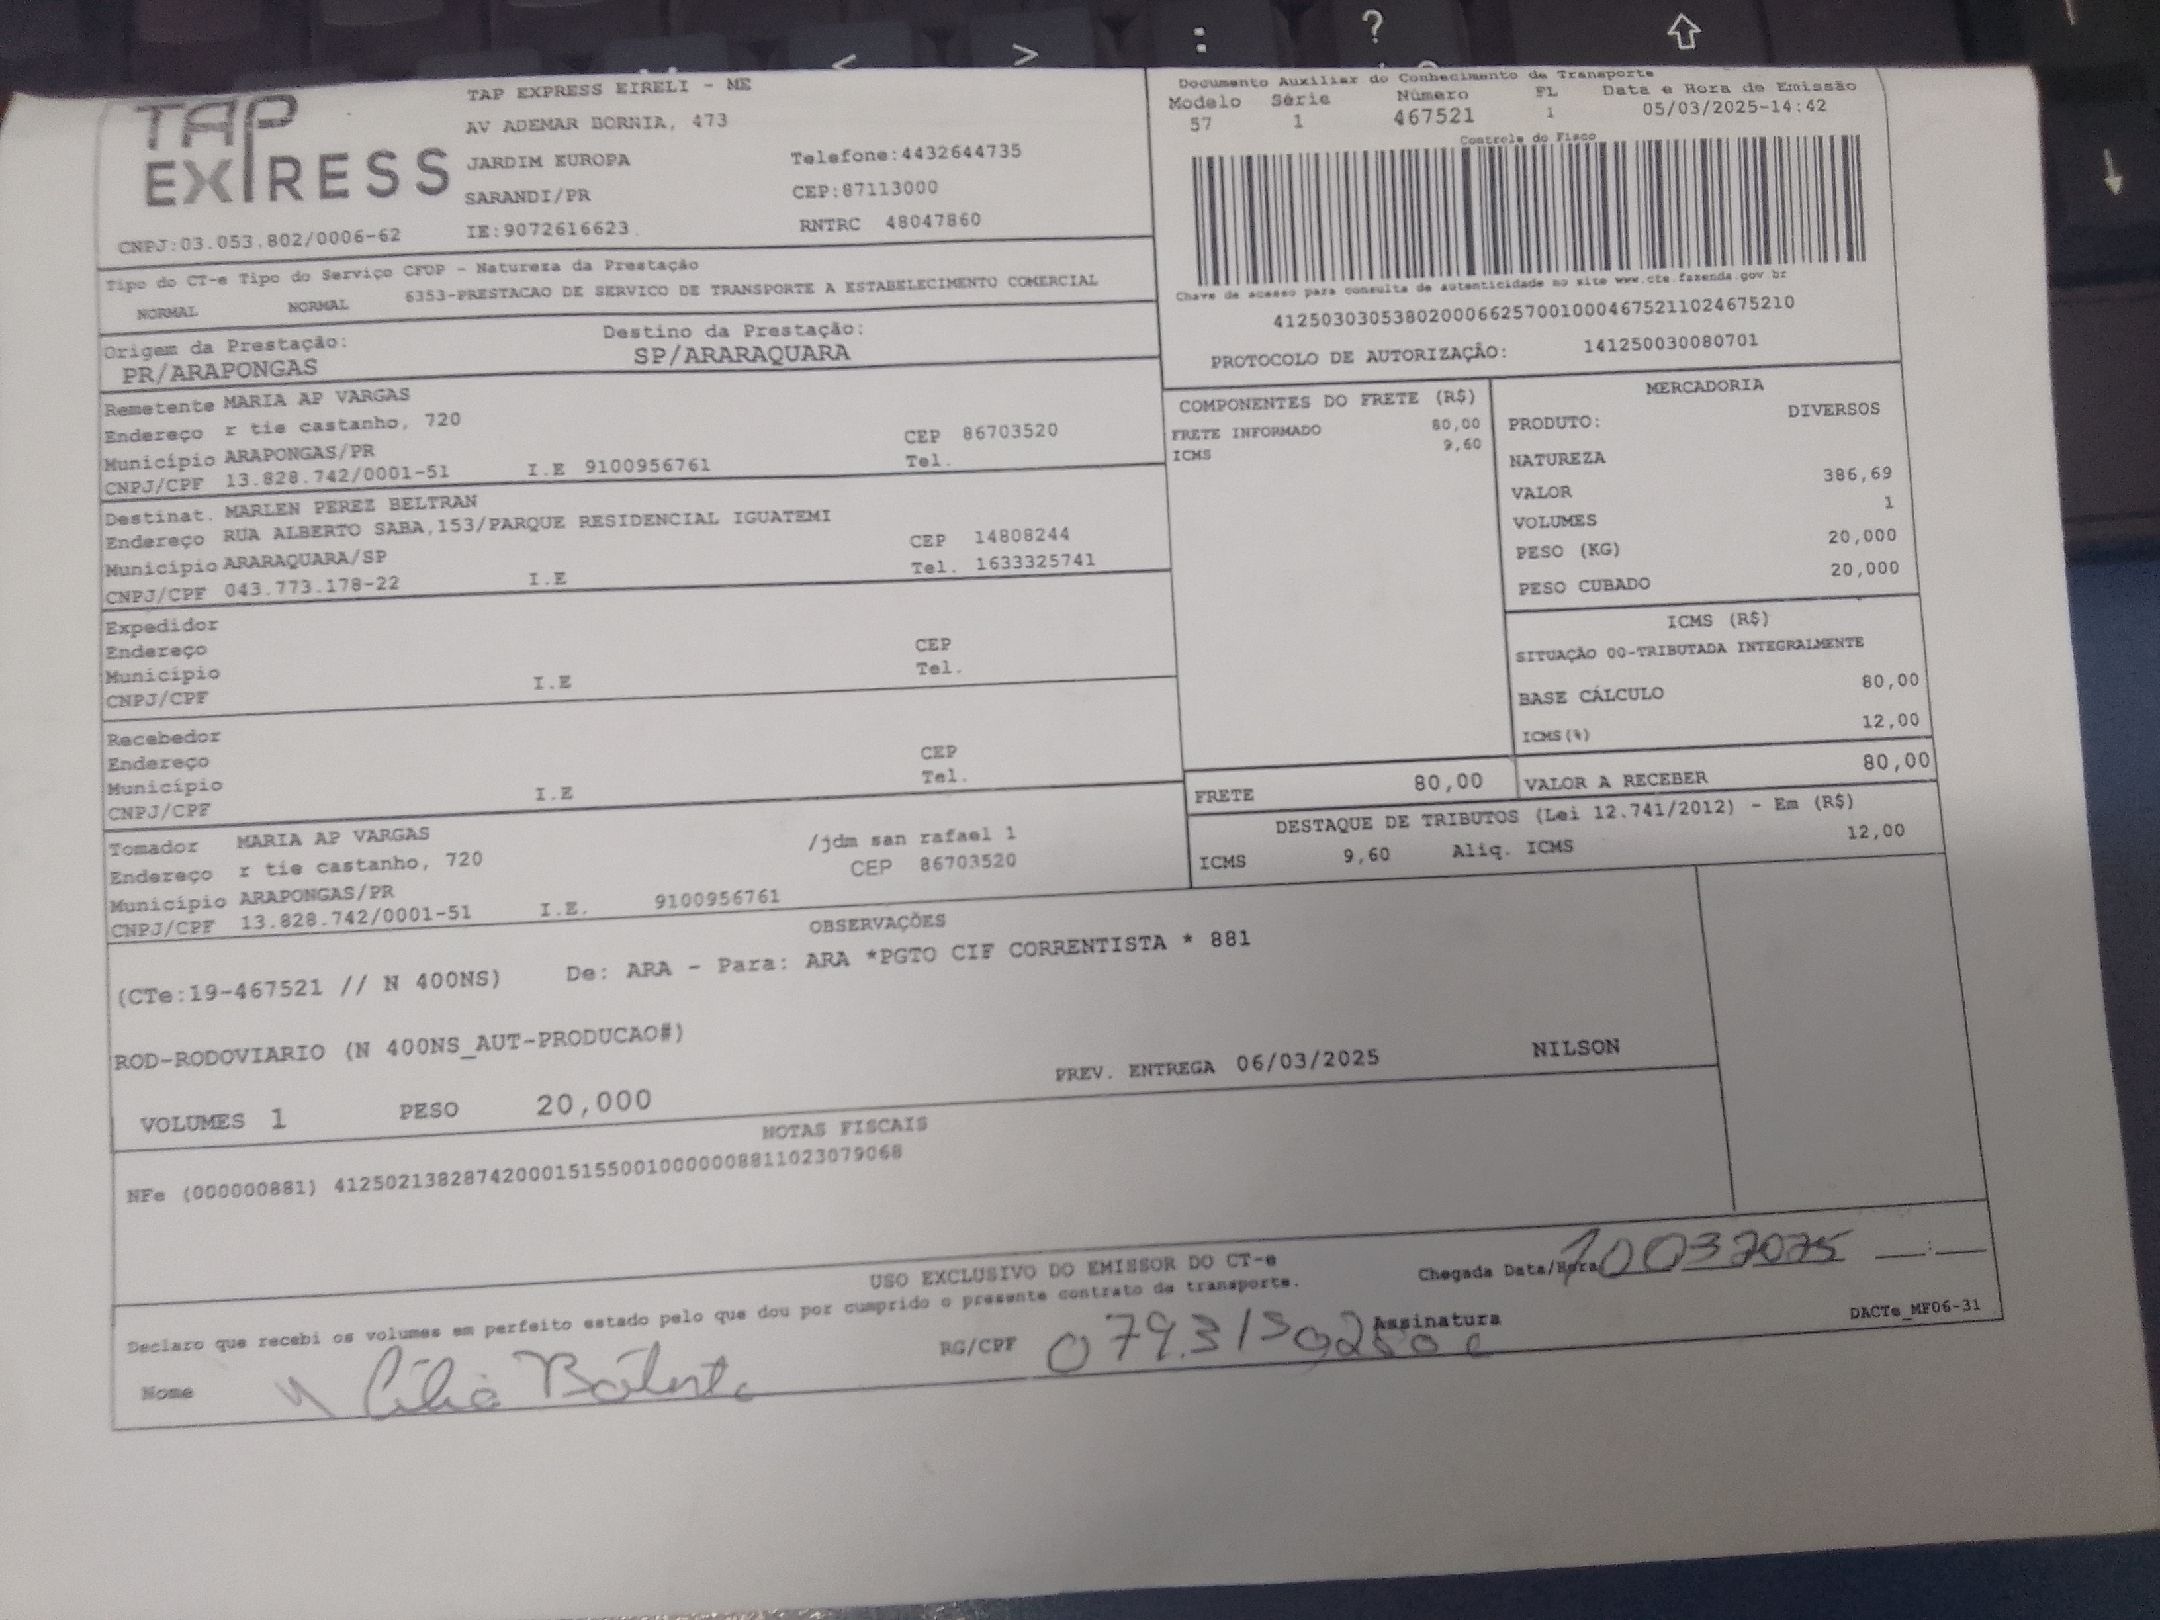 TAP EXPRESS
TAP EXPRESS EIRELI - ME
AV ADEMAR BORNIA, 473
JARDIM EUROPA Telefone:4432644735
SARANDI/PR CEP:87113000
CNPJ:03.053.802/0006-62 IE:9072616623 RNTRC 48047860
Documento Auxiliar do Conhecimento de Transporte
Modelo Série Número FL Data e Hora de Emissão
57 1 467521 1 05/03/2025-14:42
Controle do Fisco
Chave de acesso para consulta de autenticidade no site www.cte.fazenda.gov.br
41250303053802000662570010004675211024675210
PROTOCOLO DE AUTORIZAÇÃO: 141250030080701
Tipo do CT-e Tipo do Serviço CFOP - Natureza da Prestação
NORMAL NORMAL 6353-PRESTACAO DE SERVICO DE TRANSPORTE A ESTABELECIMENTO COMERCIAL
Origem da Prestação: Destino da Prestação:
PR/ARAPONGAS SP/ARARAQUARA
Remetente MARIA AP VARGAS
Endereço r tie castanho, 720 CEP 86703520
Município ARAPONGAS/PR Tel.
CNPJ/CPF 13.828.742/0001-51 I.E 9100956761
Destinat. MARLEN PEREZ BELTRAN
Endereço RUA ALBERTO SABA,153/PARQUE RESIDENCIAL IGUATEMI
Município ARARAQUARA/SP CEP 14808244
CNPJ/CPF 043.773.178-22 I.E Tel. 1633325741
Expedidor
Endereço CEP
Município Tel.
CNPJ/CPF I.E
Recebedor
Endereço CEP
Município Tel.
CNPJ/CPF I.E
Tomador MARIA AP VARGAS /jdm san rafael 1
Endereço r tie castanho, 720 CEP 86703520
Município ARAPONGAS/PR
CNPJ/CPF 13.828.742/0001-51 I.E. 9100956761
COMPONENTES DO FRETE (R$)
FRETE INFORMADO 80,00
ICMS 9,60
MERCADORIA
PRODUTO: DIVERSOS
NATUREZA
VALOR 386,69
VOLUMES 1
PESO (KG) 20,000
PESO CUBADO 20,000
ICMS (R$)
SITUAÇÃO 00-TRIBUTADA INTEGRALMENTE
BASE CÁLCULO 80,00
ICMS(%) 12,00
FRETE 80,00 VALOR A RECEBER 80,00
DESTAQUE DE TRIBUTOS (Lei 12.741/2012) - Em (R$)
ICMS 9,60 Aliq. ICMS 12,00
OBSERVAÇÕES
(CTe:19-467521 // N 400NS) De: ARA - Para: ARA *PGTO CIF CORRENTISTA * 881
ROD-RODOVIARIO (N 400NS_AUT-PRODUCAO#)
PREV. ENTREGA 06/03/2025 NILSON
VOLUMES 1 PESO 20,000
NOTAS FISCAIS
NFe (000000881) 41250213828742000151550010000008811023079068
USO EXCLUSIVO DO EMISSOR DO CT-e
Chegada Data/Hora 10032025 __:__
Declaro que recebi os volumes em perfeito estado pelo que dou por cumprido o presente contrato de transporte.
Nome RG/CPF Assinatura DACTe_MF06-31